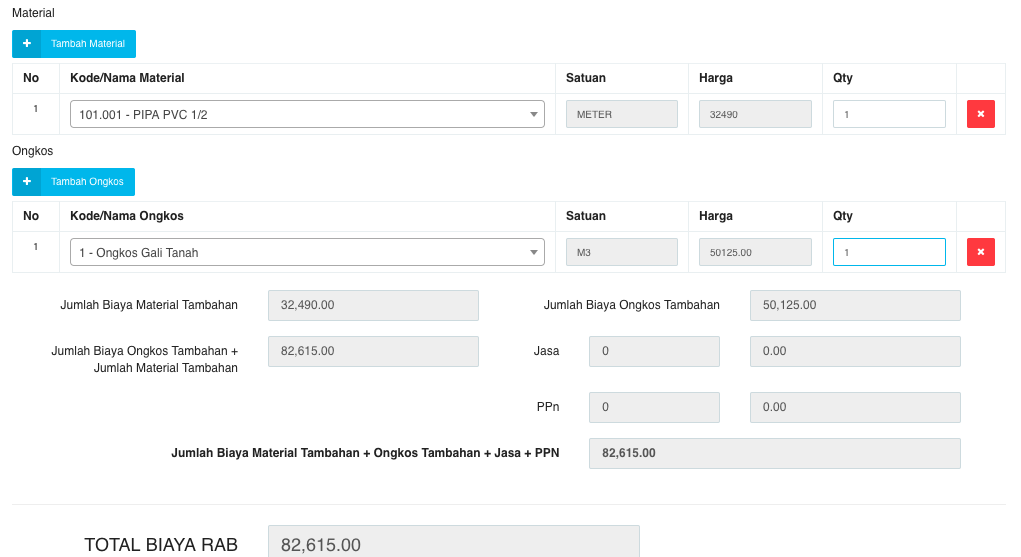 Material
+ Tambah Material
No Kode/Nama Material Satuan Harga Qty
1 101.001 - PIPA PVC 1/2 METER 32490 1
Ongkos
+ Tambah Ongkos
No Kode/Nama Ongkos Satuan Harga Qty
1 1 - Ongkos Gali Tanah M3 50125.00 1
Jumlah Biaya Material Tambahan 32,490.00 Jumlah Biaya Ongkos Tambahan 50,125.00
Jumlah Biaya Ongkos Tambahan + 82,615.00 Jasa 0 0.00
Jumlah Material Tambahan
PPn 0 0.00
Jumlah Biaya Material Tambahan + Ongkos Tambahan + Jasa + PPN 82,615.00
TOTAL BIAYA RAB 82,615.00